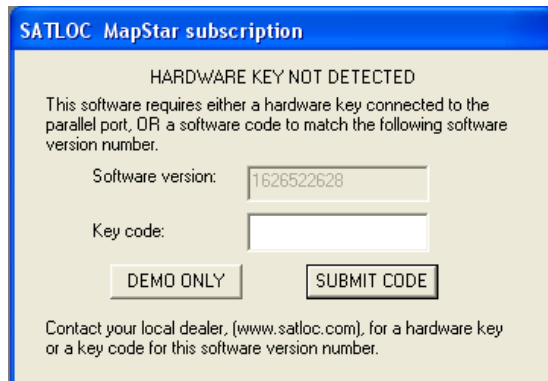 SATLOC MapStar subscription
HARDWARE KEY NOT DETECTED
This software requires either a hardware key connected to the
parallel port, OR a software code to match the following software
version number.
Software version: 1626522628
Key code:
DEMO ONLY SUBMIT CODE
Contact your local dealer, (www.satloc.com), for a hardware key
or a key code for this software version number.